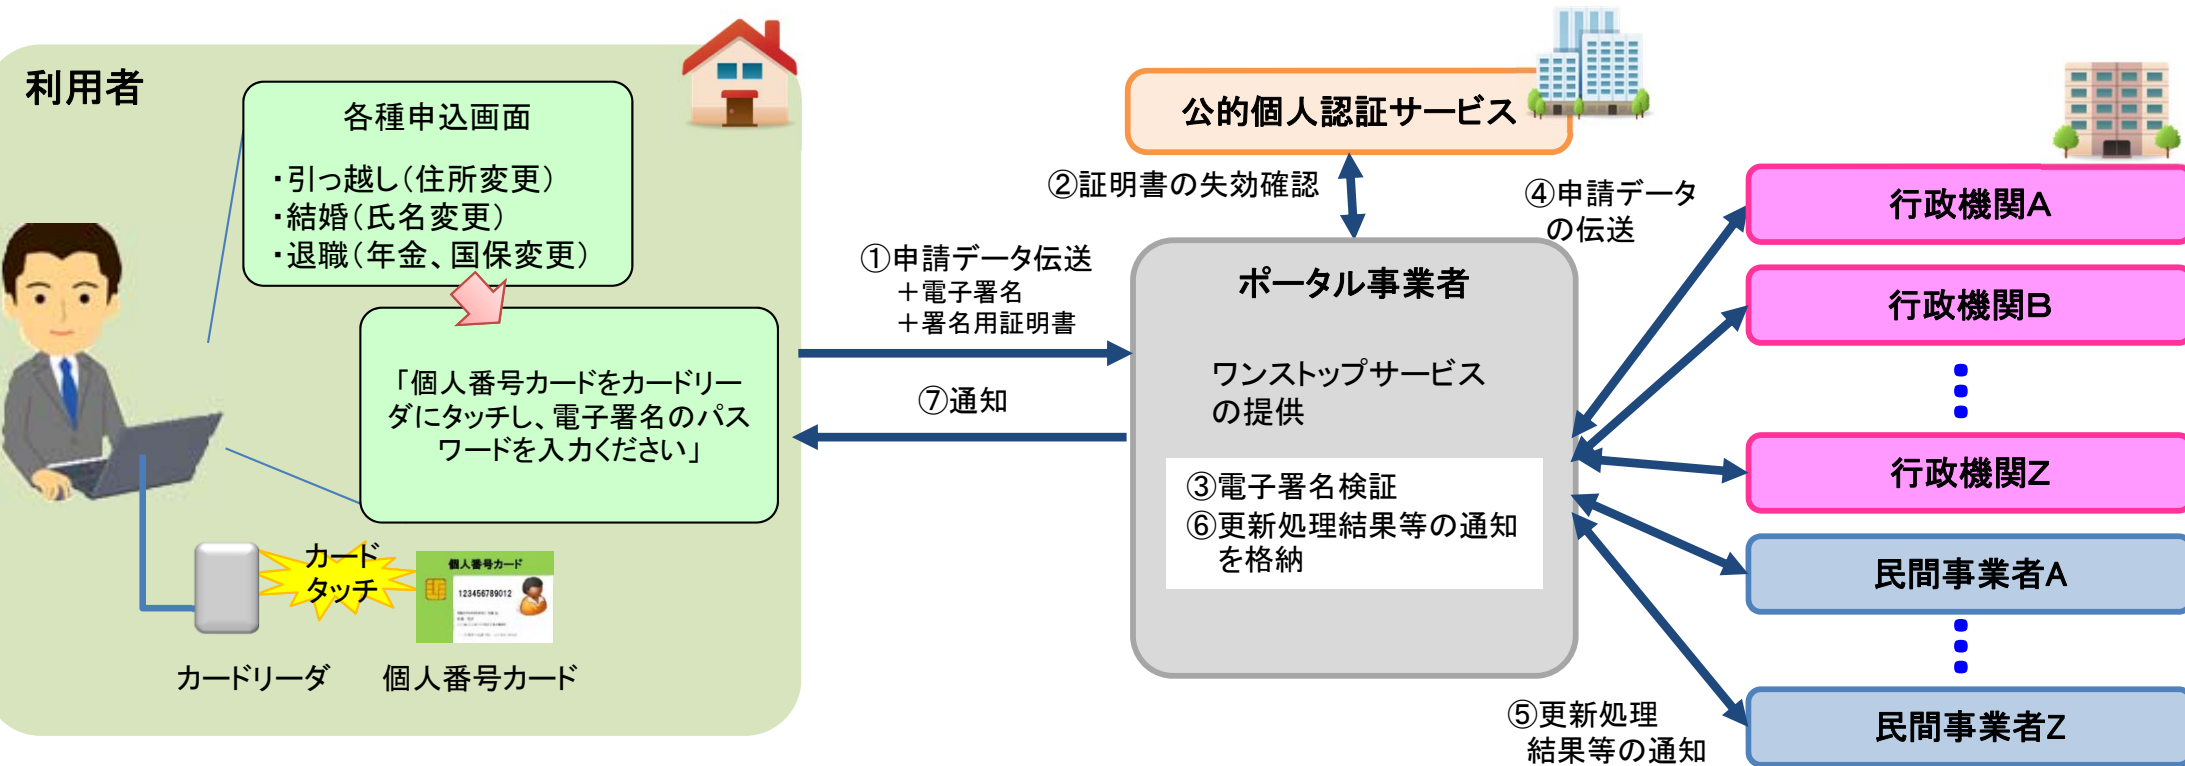 利用者
各種申込画面
・引っ越し（住所変更）
・結婚（氏名変更）
・退職（年金、国保変更）
「個人番号カードをカードリー
ダにタッチし、電子署名のパス
ワードを入力ください」
カード
タッチ
個人番号カード
123456789012
カードリーダ
個人番号カード
①申請データ伝送
＋電子署名
＋署名用証明書
⑦通知
公的個人認証サービス
②証明書の失効確認
ポータル事業者
ワンストップサービス
の提供
③電子署名検証
⑥更新処理結果等の通知
を格納
④申請データ
の伝送
⑤更新処理
結果等の通知
行政機関A
行政機関B
行政機関Z
民間事業者A
民間事業者Z